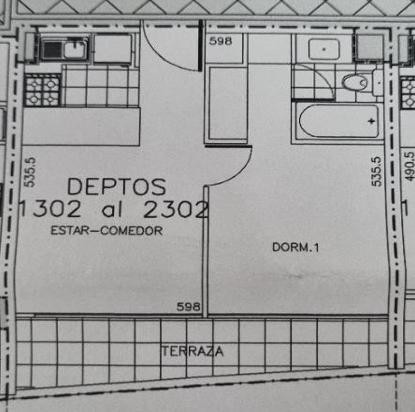 598
535.5
535.5
490.5
DEPTOS
1302 al 2302
ESTAR-COMEDOR
DORM.1
598
TERRAZA